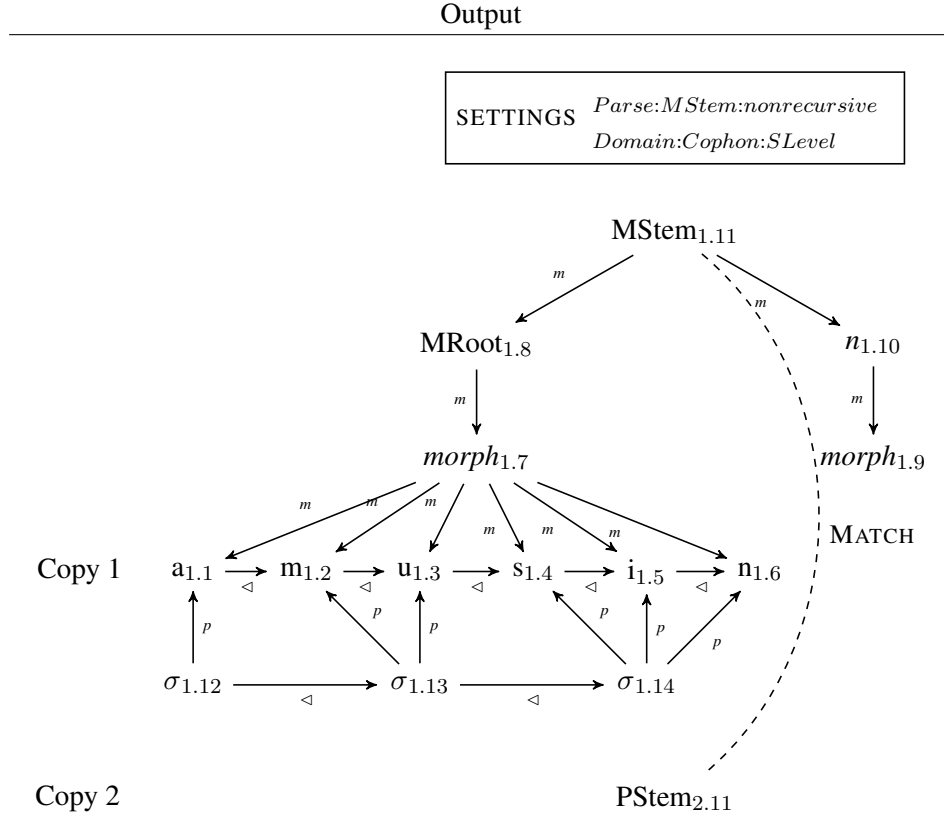 Output
SETTINGS Parse:MStem:nonrecursive
Domain:Cophon:SLevel
MStem1.11
m m
MRoot1.8 n1.10
m m
morph1.7 morph1.9
m m m m m m
MATCH
Copy 1 a1.1 m1.2 u1.3 s1.4 i1.5 n1.6
◃ ◃ ◃ ◃ ◃
p p p p p p
σ1.12 σ1.13 σ1.14
◃ ◃
Copy 2 PStem2.11